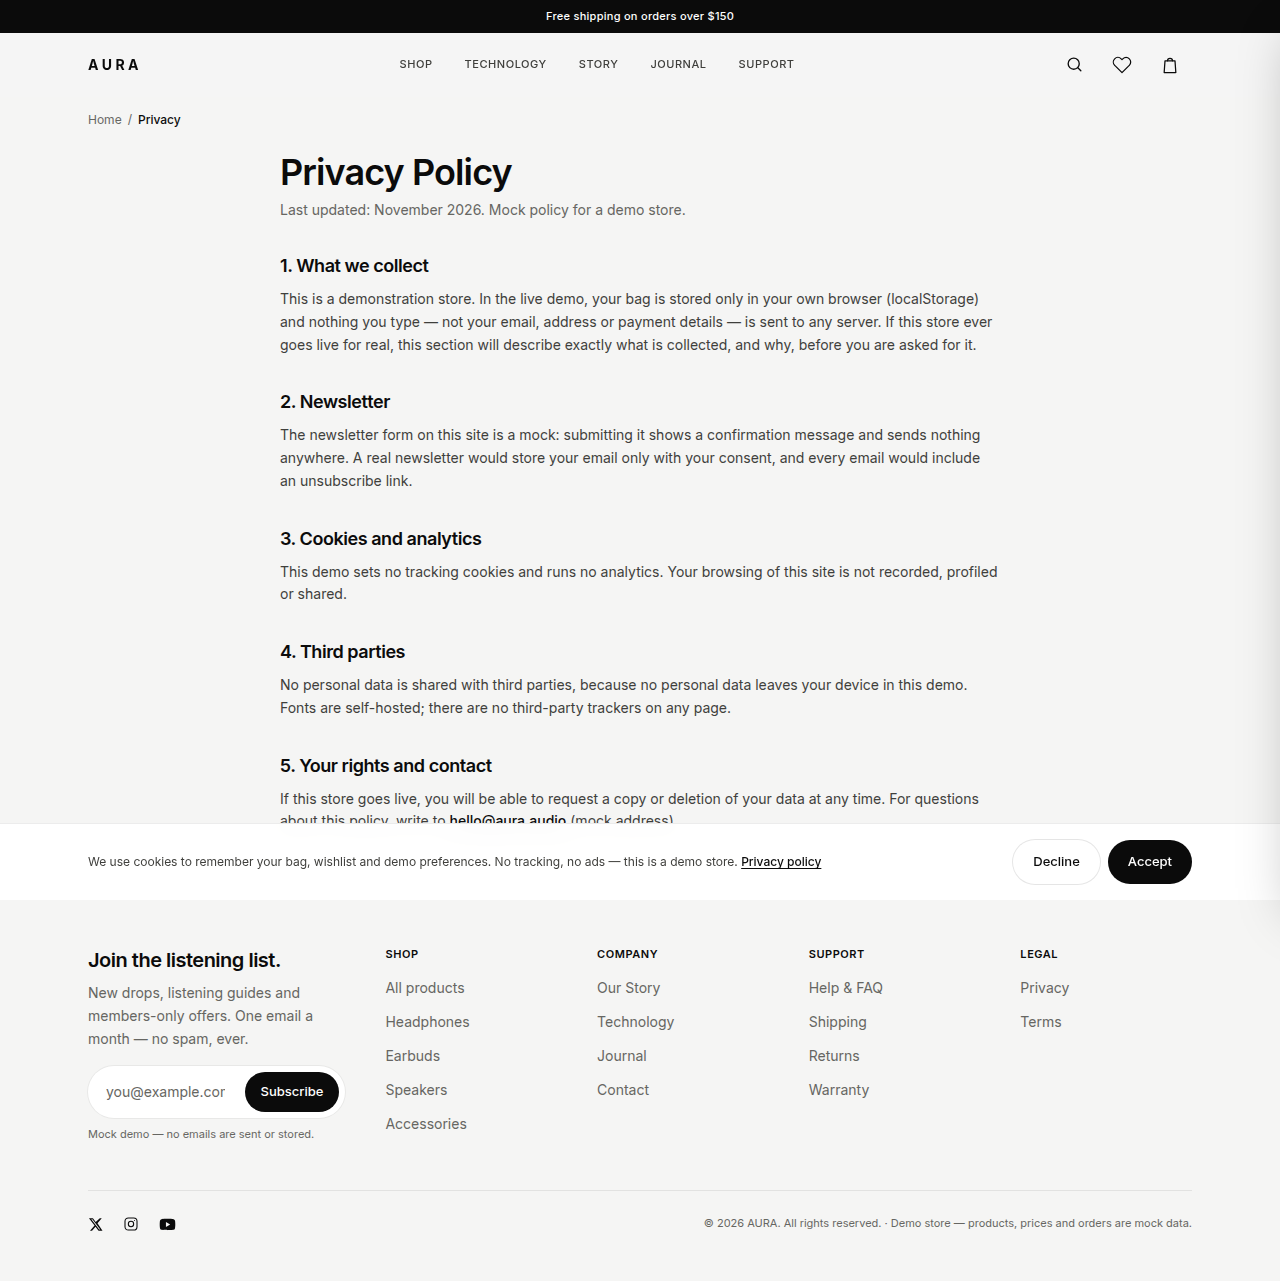 Free shipping on orders over $150
AURA
SHOP TECHNOLOGY STORY JOURNAL SUPPORT
Home / Privacy
Privacy Policy
Last updated: November 2026. Mock policy for a demo store.
1. What we collect
This is a demonstration store. In the live demo, your bag is stored only in your own browser (localStorage)
and nothing you type — not your email, address or payment details — is sent to any server. If this store ever
goes live for real, this section will describe exactly what is collected, and why, before you are asked for it.
2. Newsletter
The newsletter form on this site is a mock: submitting it shows a confirmation message and sends nothing
anywhere. A real newsletter would store your email only with your consent, and every email would include
an unsubscribe link.
3. Cookies and analytics
This demo sets no tracking cookies and runs no analytics. Your browsing of this site is not recorded, profiled
or shared.
4. Third parties
No personal data is shared with third parties, because no personal data leaves your device in this demo.
Fonts are self-hosted; there are no third-party trackers on any page.
5. Your rights and contact
If this store goes live, you will be able to request a copy or deletion of your data at any time. For questions
about this policy, write to hello@aura.audio (mock address).
We use cookies to remember your bag, wishlist and demo preferences. No tracking, no ads — this is a demo store. Privacy policy
Decline
Accept
Join the listening list.
New drops, listening guides and
members-only offers. One email a
month — no spam, ever.
you@example.cor
Subscribe
Mock demo — no emails are sent or stored.
SHOP
All products
Headphones
Earbuds
Speakers
Accessories
COMPANY
Our Story
Technology
Journal
Contact
SUPPORT
Help & FAQ
Shipping
Returns
Warranty
LEGAL
Privacy
Terms
© 2026 AURA. All rights reserved. · Demo store — products, prices and orders are mock data.